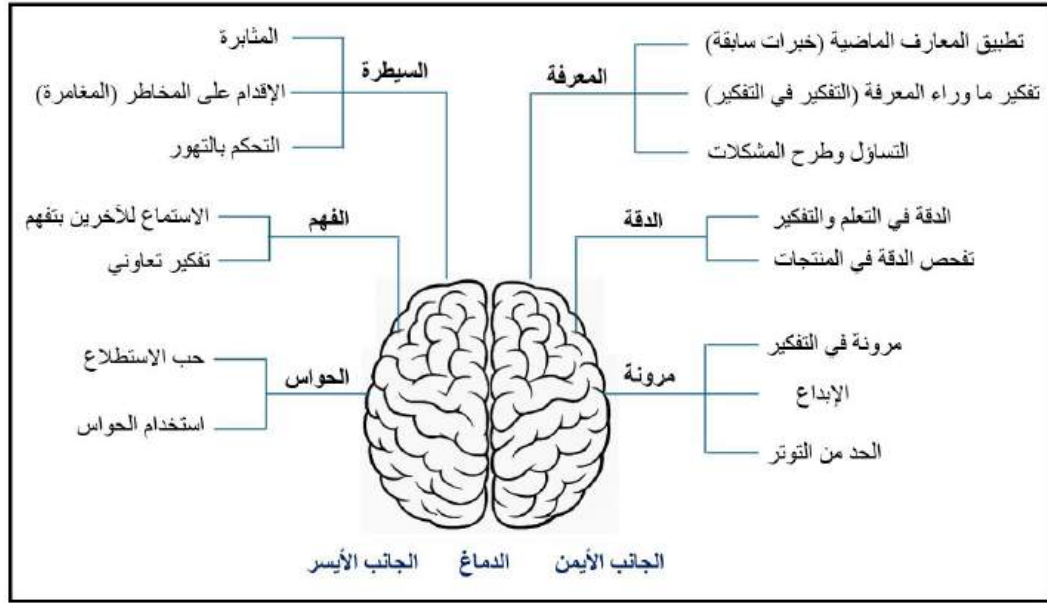 المعرفة
تطبيق المعارف الماضية (خبرات سابقة)
تفكير ما وراء المعرفة (التفكير في التفكير)
التساؤل وطرح المشكلات
الدقة
الدقة في التعلم والتفكير
تفحص الدقة في المنتجات
مرونة
مرونة في التفكير
الإبداع
الحد من التوتر
السيطرة
المثابرة
الإقدام على المخاطر (المغامرة)
التحكم بالتهور
الفهم
الاستماع للآخرين بتفهم
تفكير تعاوني
الحواس
حب الاستطلاع
استخدام الحواس
الجانب الأيمن
الدماغ
الجانب الأيسر